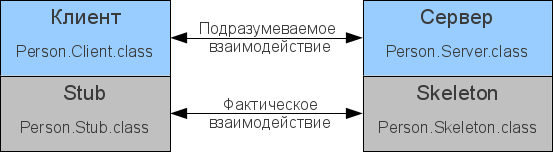 Клиент
Person.Client.class
Подразумеваемое
взаимодействие
Сервер
Person.Server.class
Stub
Person.Stub.class
Фактическое
взаимодействие
Skeleton
Person.Skeleton.class